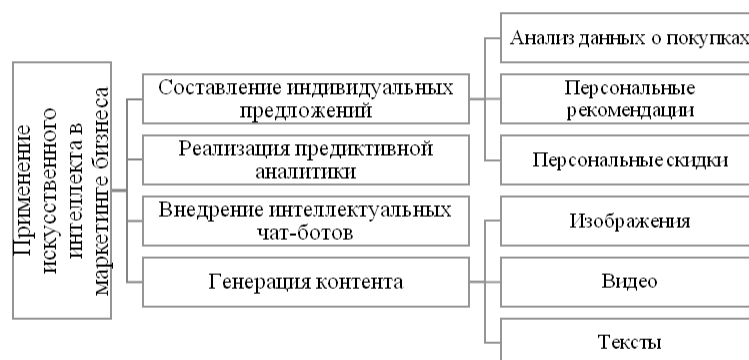 Применение
искусственного
интеллекта в
маркетинге бизнеса
Составление индивидуальных
предложений
Анализ данных о покупках
Персональные
рекомендации
Персональные скидки
Реализация предиктивной
аналитики
Внедрение интеллектуальных
чат-ботов
Генерация контента
Изображения
Видео
Тексты